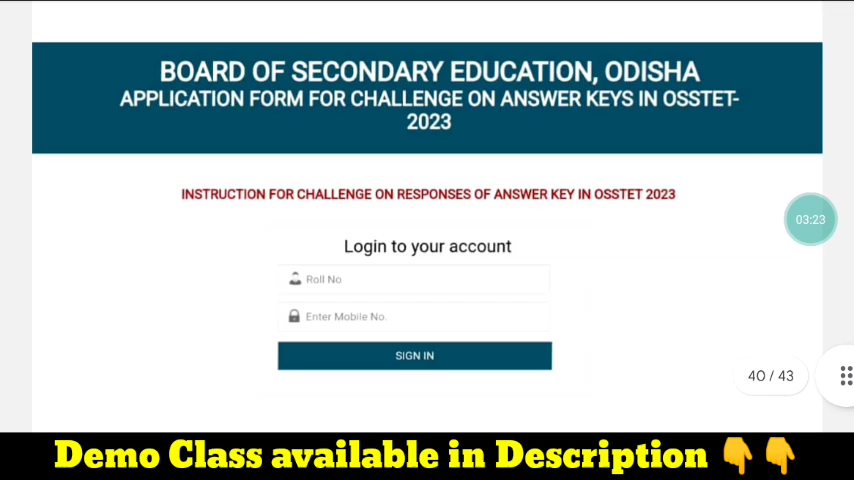 BOARD OF SECONDARY EDUCATION, ODISHA
APPLICATION FORM FOR CHALLENGE ON ANSWER KEYS IN OSSTET-
2023
INSTRUCTION FOR CHALLENGE ON RESPONSES OF ANSWER KEY IN OSSTET 2023
03:23
Login to your account
Roll No
Enter Mobile No.
SIGN IN
40 / 43
Demo Class available in Description 👇👇